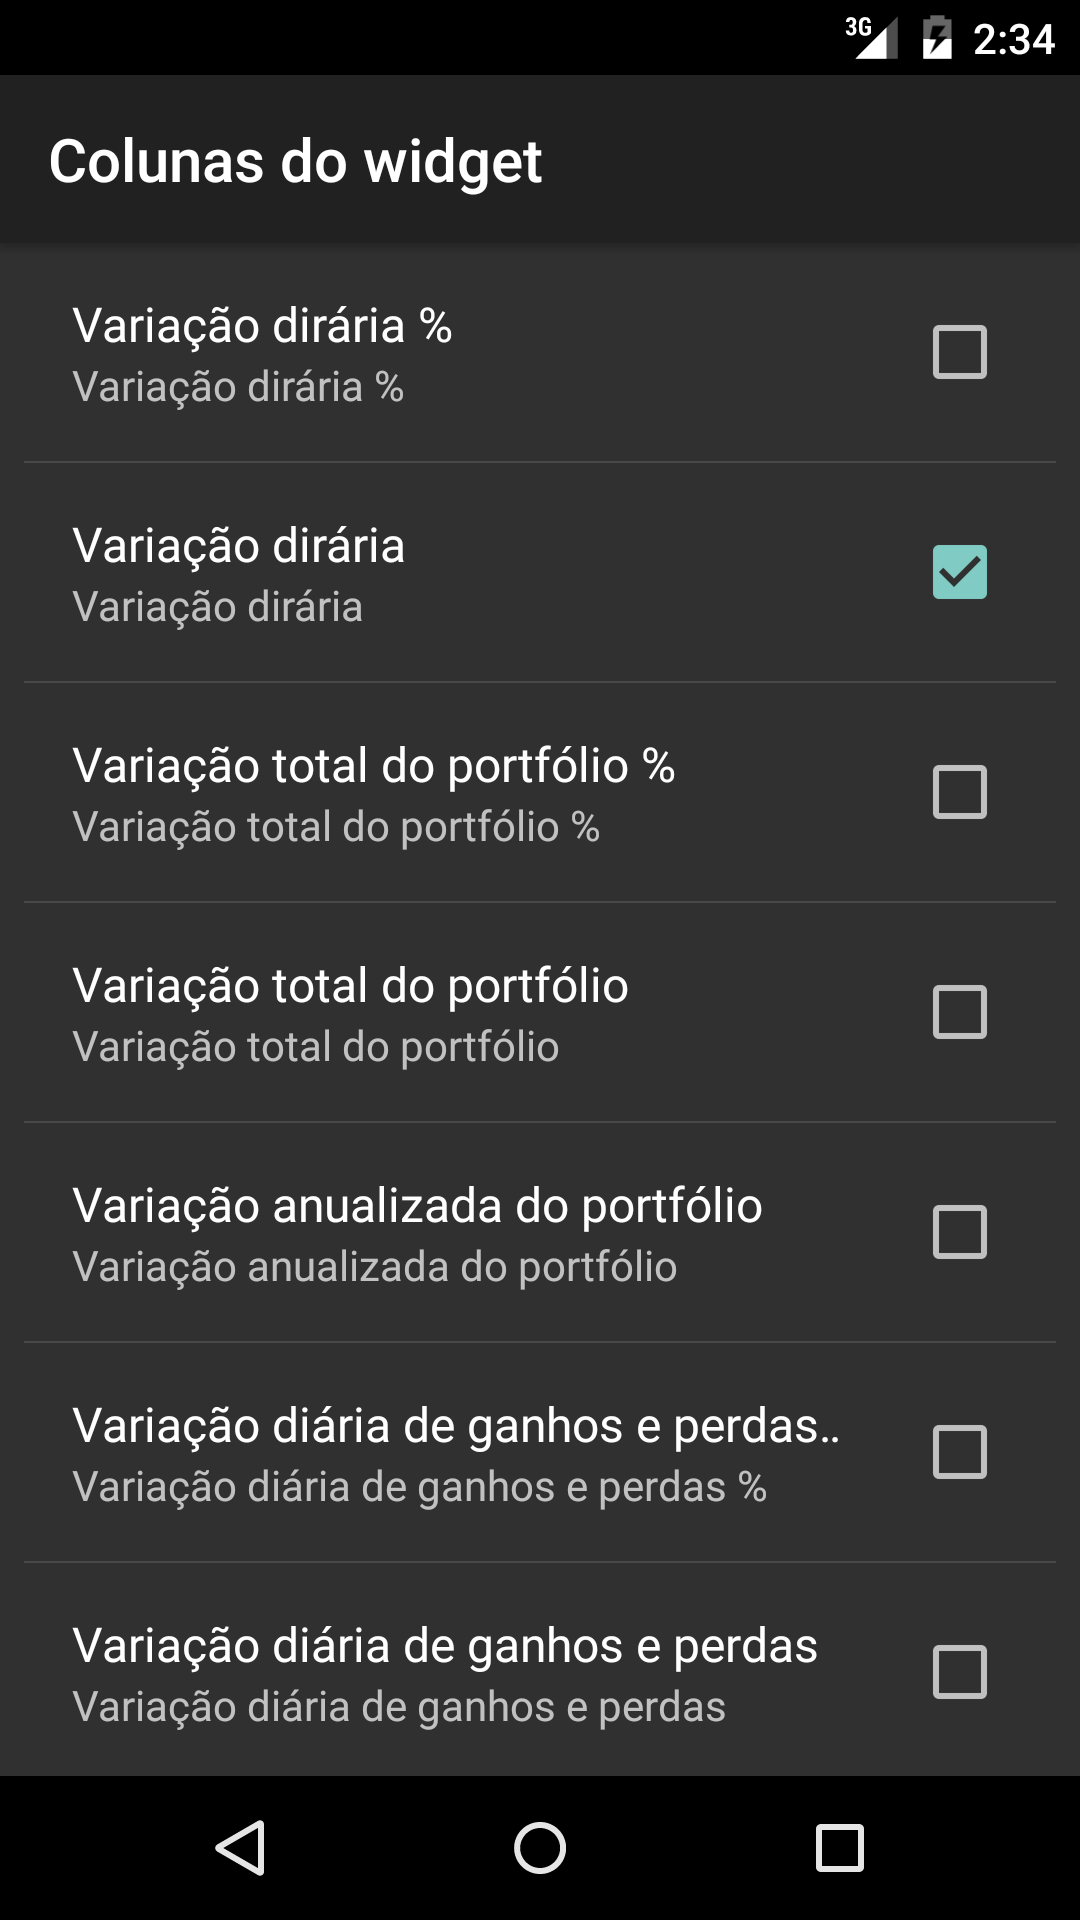 3G 2:34
Colunas do widget
Variação dirária %
Variação dirária %
Variação dirária
Variação dirária
Variação total do portfólio %
Variação total do portfólio %
Variação total do portfólio
Variação total do portfólio
Variação anualizada do portfólio
Variação anualizada do portfólio
Variação diária de ganhos e perdas..
Variação diária de ganhos e perdas %
Variação diária de ganhos e perdas
Variação diária de ganhos e perdas